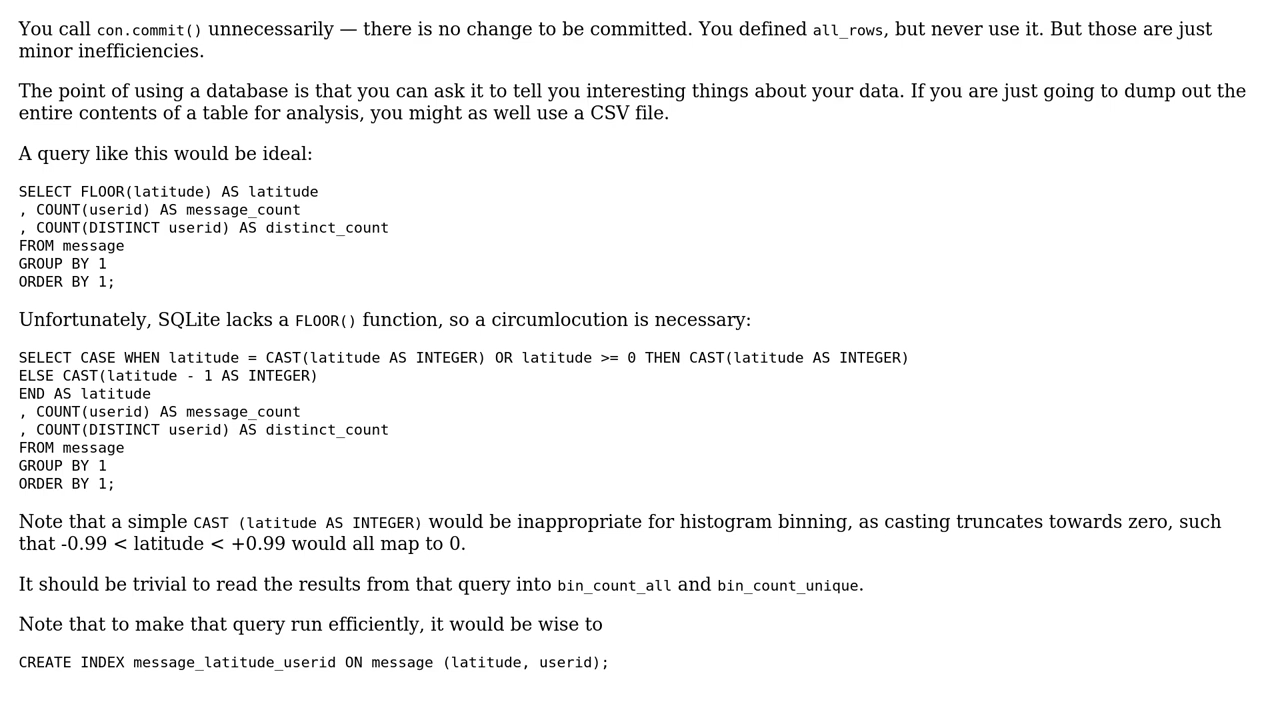 You call con.commit() unnecessarily — there is no change to be committed. You defined all_rows, but never use it. But those are just
minor inefficiencies.
The point of using a database is that you can ask it to tell you interesting things about your data. If you are just going to dump out the
entire contents of a table for analysis, you might as well use a CSV file.
A query like this would be ideal:
SELECT FLOOR(latitude) AS latitude
, COUNT(userid) AS message_count
, COUNT(DISTINCT userid) AS distinct_count
FROM message
GROUP BY 1
ORDER BY 1;
Unfortunately, SQLite lacks a FLOOR() function, so a circumlocution is necessary:
SELECT CASE WHEN latitude = CAST(latitude AS INTEGER) OR latitude >= 0 THEN CAST(latitude AS INTEGER)
ELSE CAST(latitude - 1 AS INTEGER)
END AS latitude
, COUNT(userid) AS message_count
, COUNT(DISTINCT userid) AS distinct_count
FROM message
GROUP BY 1
ORDER BY 1;
Note that a simple CAST (latitude AS INTEGER) would be inappropriate for histogram binning, as casting truncates towards zero, such
that -0.99 < latitude < +0.99 would all map to 0.
It should be trivial to read the results from that query into bin_count_all and bin_count_unique.
Note that to make that query run efficiently, it would be wise to
CREATE INDEX message_latitude_userid ON message (latitude, userid);